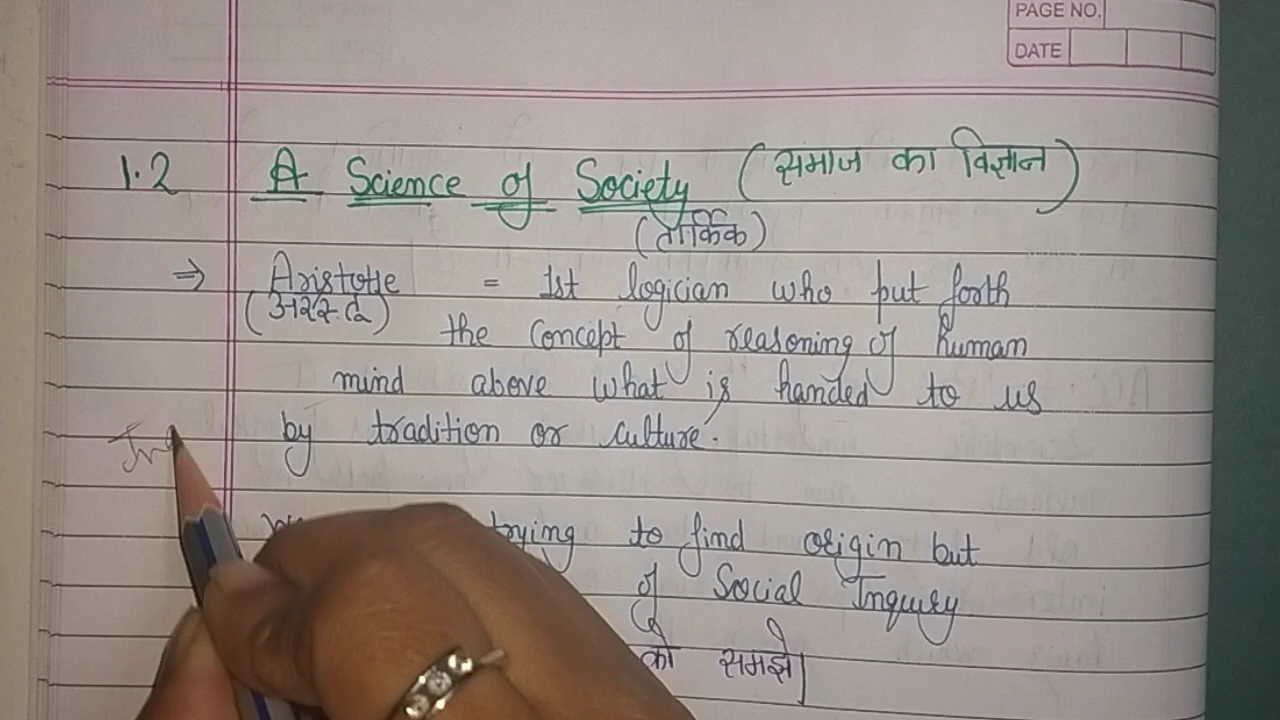 PAGE NO.
DATE
1.2 A Science of Society (समाज का विज्ञान)
(तार्किक)
⇒ Aristotle = 1st logician who put forth
(अरस्तु)
the concept of reasoning of human
mind above what is handed to us
by tradition or culture.
trying to find origin but
of Social Inquiry
को समझे।